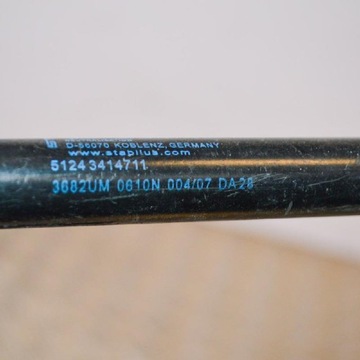 D-56070 KOBLENZ,GERMANY
www.stabilus.com
51243414711
3682UM 0610N 004/07 DA28